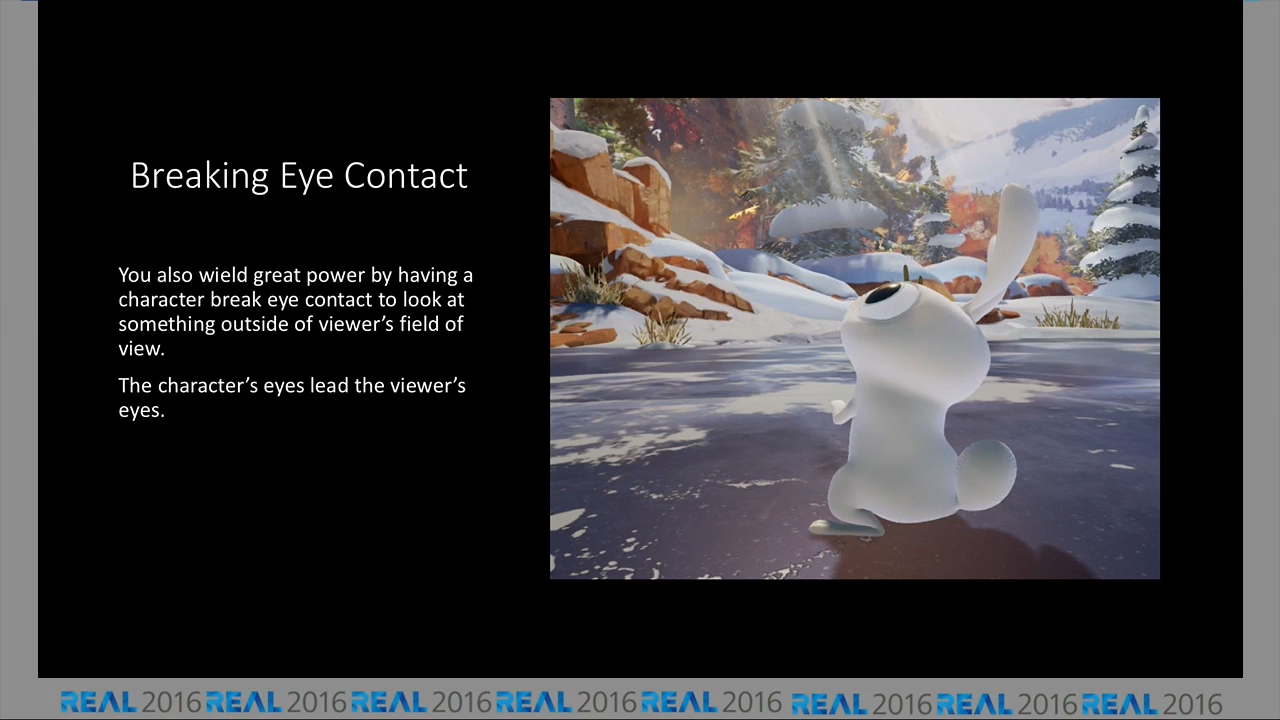 Breaking Eye Contact
You also wield great power by having a
character break eye contact to look at
something outside of viewer’s field of
view.
The character’s eyes lead the viewer’s
eyes.
REAL 2016 REAL 2016 REAL 2016 REAL 2016 REAL 2016 REAL 2016 REAL 2016 REAL 2016